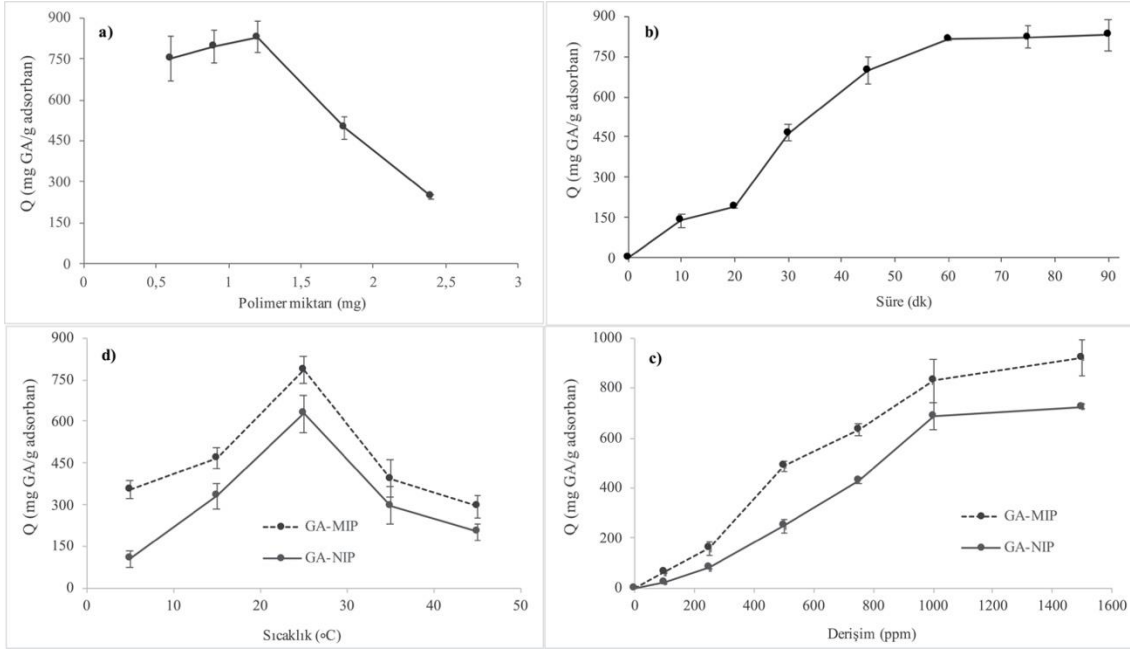 a)
Q (mg GA/g adsorban)
900
750
600
450
300
150
0
0 0,5 1 1,5 2 2,5 3
Polimer miktarı (mg)
b)
Q (mg GA/g adsorban)
900
750
600
450
300
150
0
0 10 20 30 40 50 60 70 80 90
Süre (dk)
d)
Q (mg GA/g adsorban)
900
750
600
450
300
150
0
GA-MIP
GA-NIP
0 10 20 30 40 50
Sıcaklık (oC)
c)
Q (mg GA/g adsorban)
1000
800
600
400
200
0
GA-MIP
GA-NIP
0 200 400 600 800 1000 1200 1400 1600
Derişim (ppm)